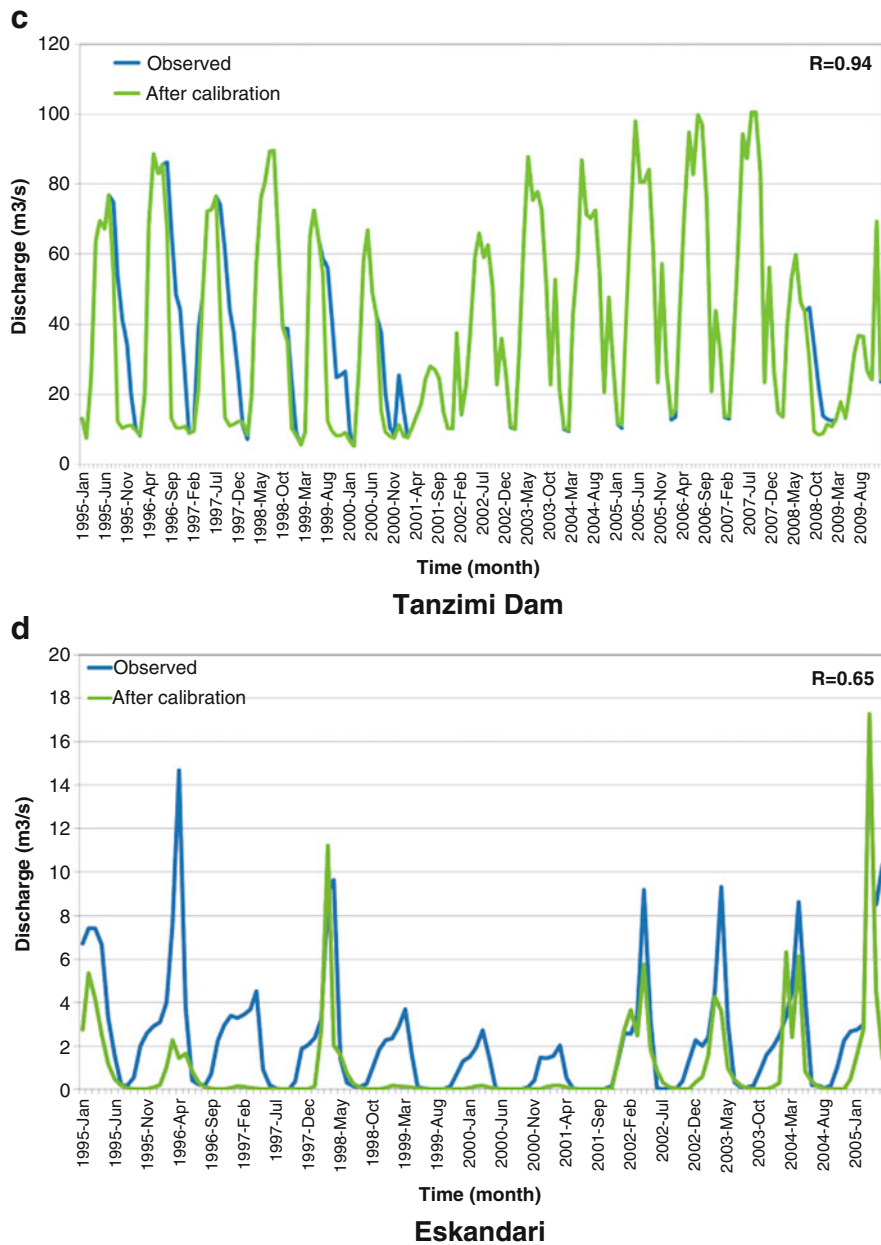 c
120
100
80
60
40
20
0
Discharge (m3/s)
Observed
After calibration
R=0.94
1995-Jan
1995-Jun
1995-Nov
1996-Apr
1996-Sep
1997-Feb
1997-Jul
1997-Dec
1998-May
1998-Oct
1999-Mar
1999-Aug
2000-Jan
2000-Jun
2000-Nov
2001-Apr
2001-Sep
2002-Feb
2002-Jul
2002-Dec
2003-May
2003-Oct
2004-Mar
2004-Aug
2005-Jan
2005-Jun
2005-Nov
2006-Apr
2006-Sep
2007-Feb
2007-Jul
2007-Dec
2008-May
2008-Oct
2009-Mar
2009-Aug
Time (month)
Tanzimi Dam
d
20
18
16
14
12
10
8
6
4
2
0
Discharge (m3/s)
Observed
After calibration
R=0.65
1995-Jan
1995-Jun
1995-Nov
1996-Apr
1996-Sep
1997-Feb
1997-Jul
1997-Dec
1998-May
1998-Oct
1999-Mar
1999-Aug
2000-Jan
2000-Jun
2000-Nov
2001-Apr
2001-Sep
2002-Feb
2002-Jul
2002-Dec
2003-May
2003-Oct
2004-Mar
2004-Aug
2005-Jan
Time (month)
Eskandari